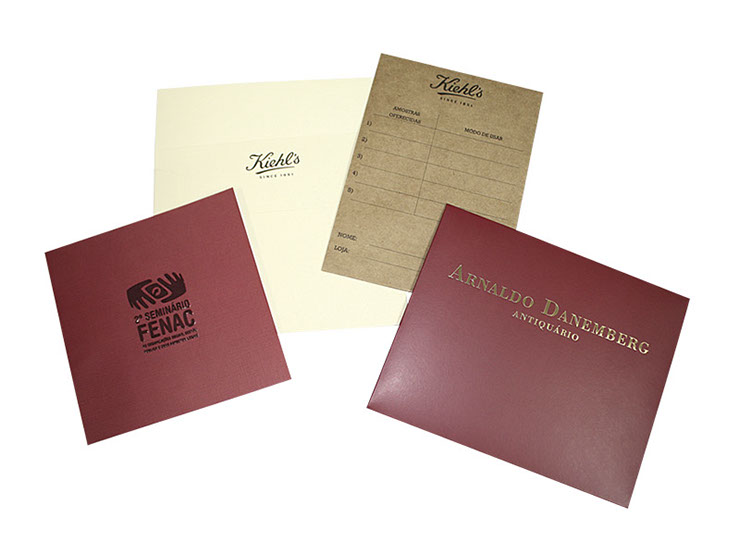 Kiehl's
SINCE 1851
Kiehl's
SINCE 1851
AMOSTRAS
OFERECIDAS
MODO DE USAR
1)
2)
3)
4)
5)
NOME:
LOJA:
SEMINÁRIO
FENAC
ARNALDO DANEMBERG
ANTIQUÁRIO